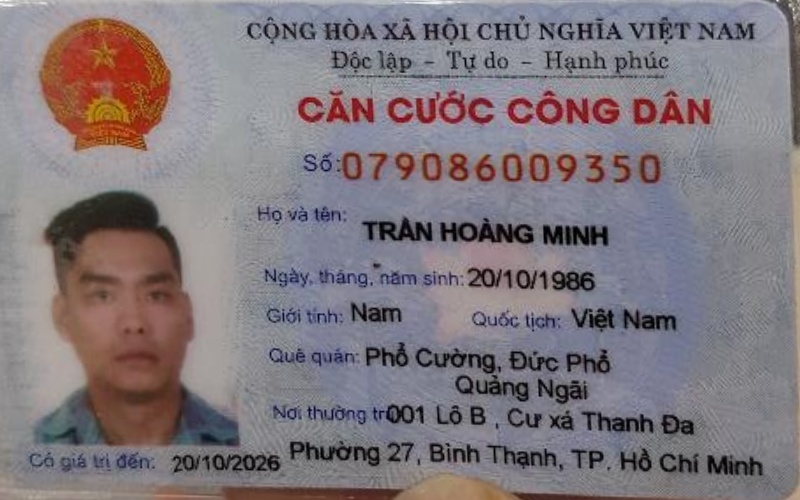 CỘNG HÒA XÃ HỘI CHỦ NGHĨA VIỆT NAM
Độc lập - Tự do - Hạnh phúc
CĂN CƯỚC CÔNG DÂN
Số: 079086009350
Họ và tên: TRẦN HOÀNG MINH
Ngày, tháng, năm sinh: 20/10/1986
Giới tính: Nam Quốc tịch: Việt Nam
Quê quán: Phổ Cường, Đức Phổ
Quảng Ngãi
Nơi thường tr001 Lô B , Cư xá Thanh Đa
Có giá trị đến: 20/10/2026 Phường 27, Bình Thạnh, TP. Hồ Chí Minh